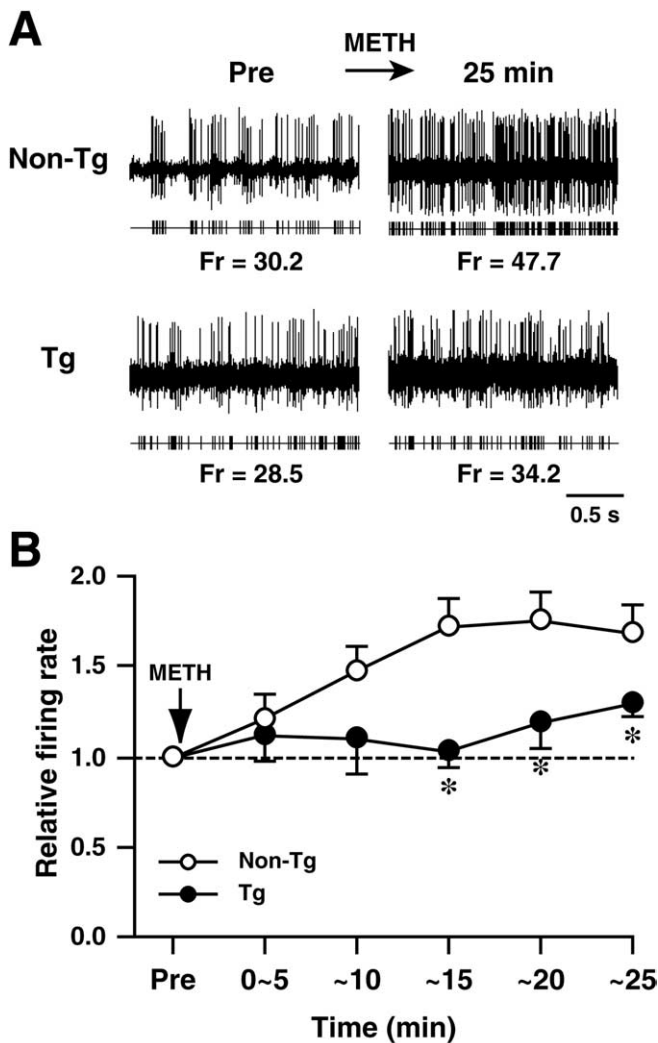 A
METH
Pre 25 min
Non-Tg
Fr = 30.2 Fr = 47.7
Tg
Fr = 28.5 Fr = 34.2
0.5 s
B
2.0
1.5
1.0
0.5
0.0
Relative firing rate
METH
* * *
Non-Tg
Tg
Pre 0~5 ~10 ~15 ~20 ~25
Time (min)